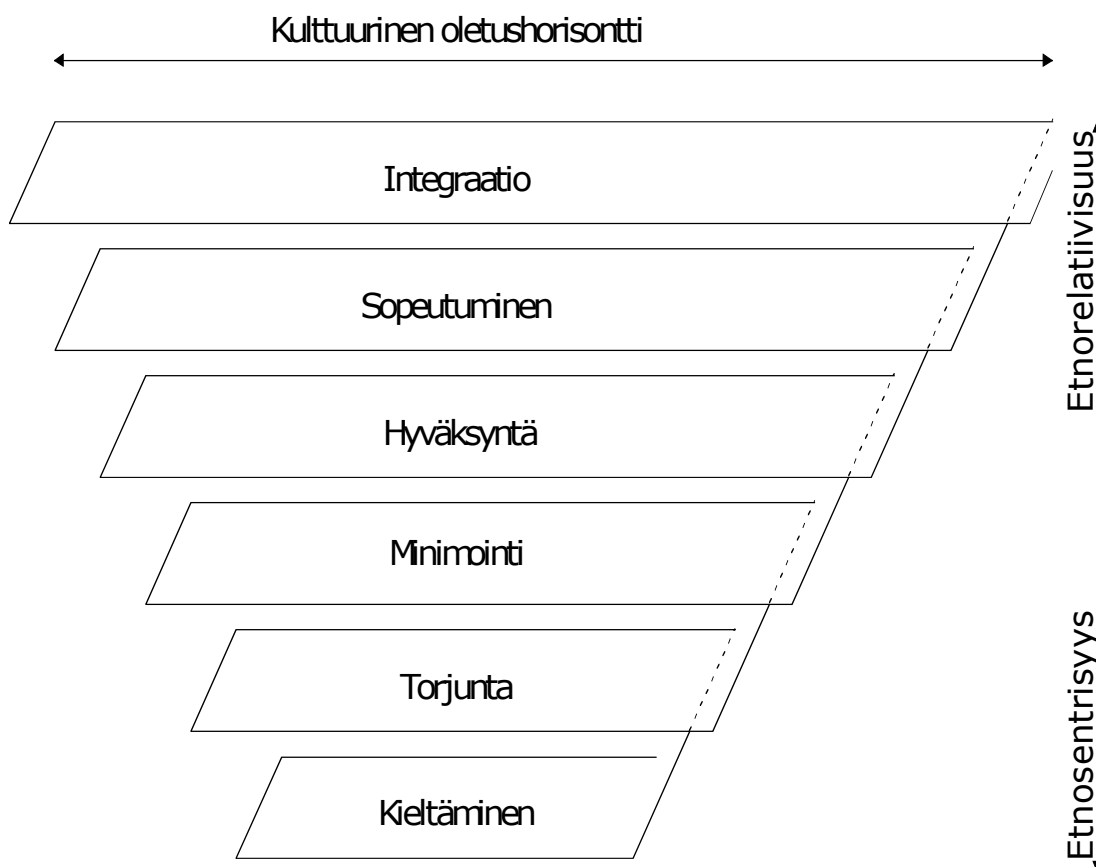 Kulttuurinen oletushorisontti
Integraatio
Sopeutuminen
Hyväksyntä
Minimointi
Torjunta
Kieltäminen
Etnorelatiivisuus
Etnosentrisyys